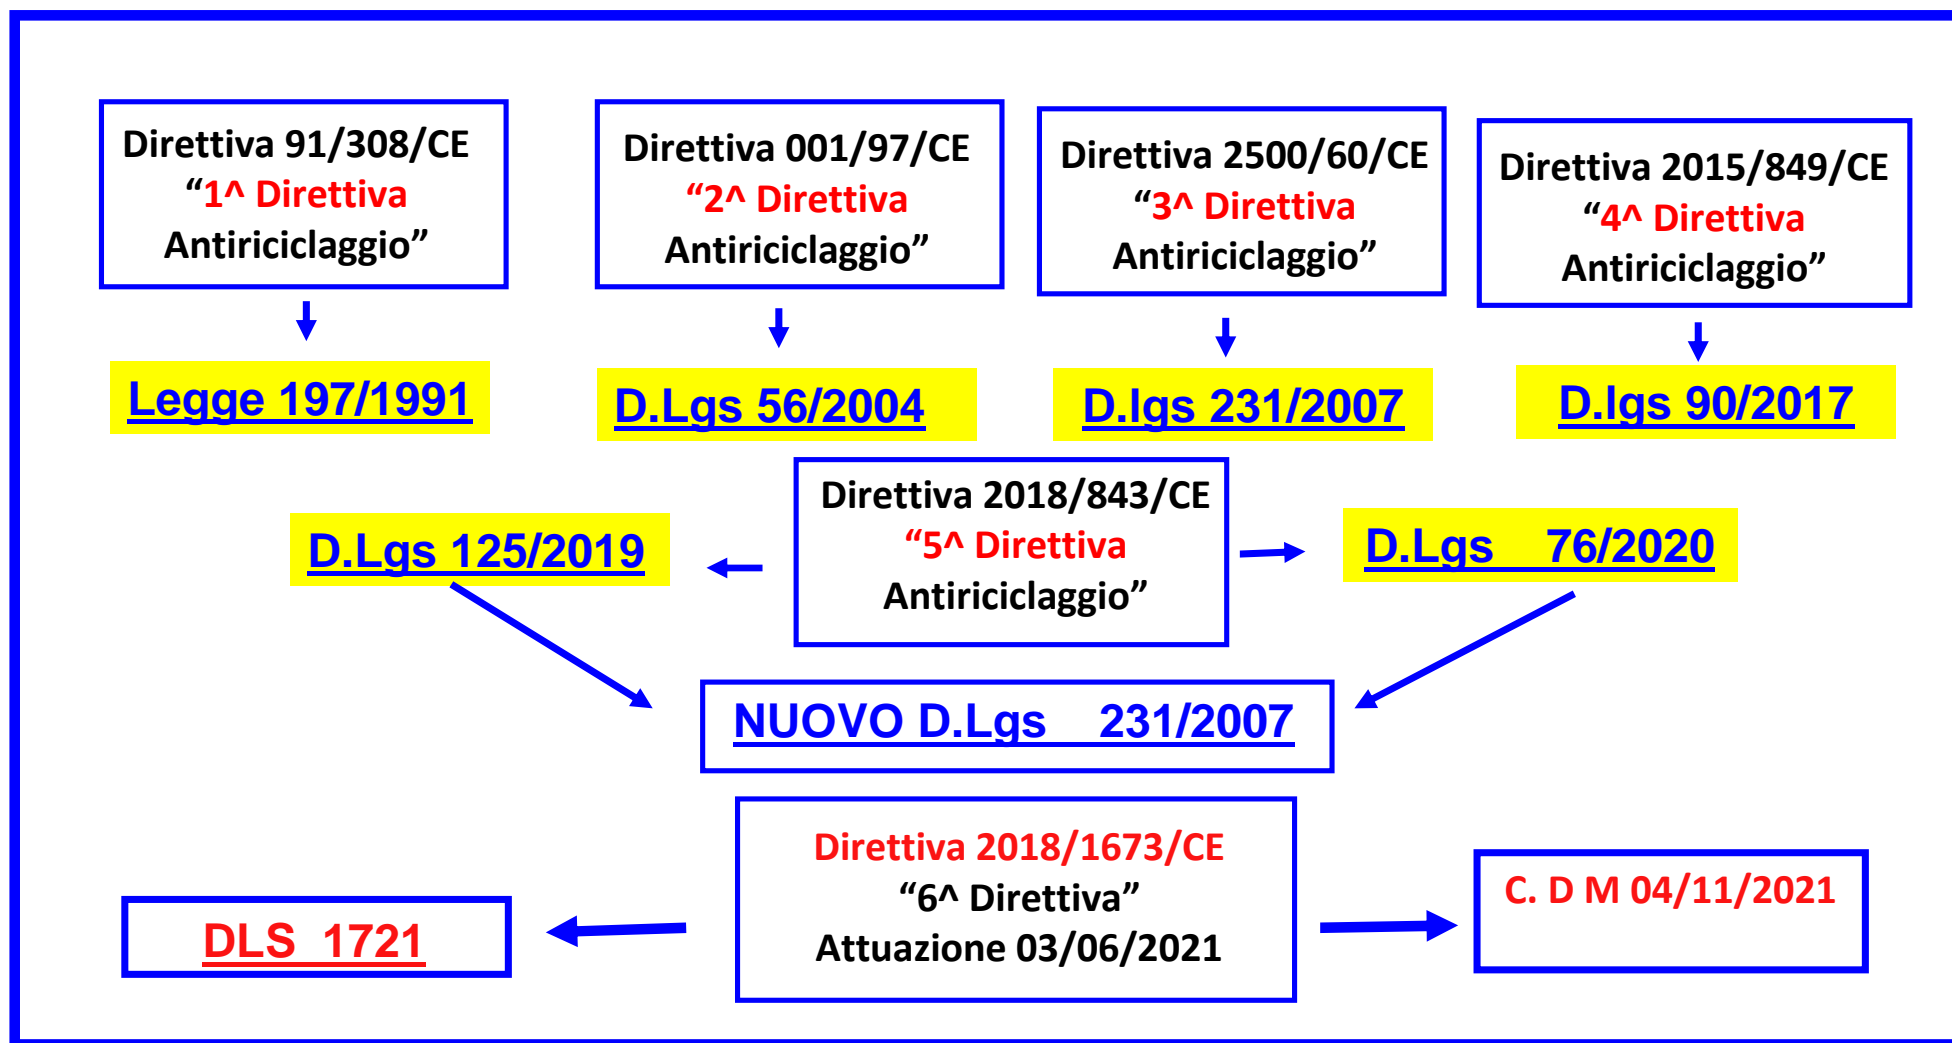 Direttiva 91/308/CE
“1^ Direttiva
Antiriciclaggio”
Direttiva 001/97/CE
“2^ Direttiva
Antiriciclaggio”
Direttiva 2500/60/CE
“3^ Direttiva
Antiriciclaggio”
Direttiva 2015/849/CE
“4^ Direttiva
Antiriciclaggio”
Legge 197/1991
D.Lgs 56/2004
D.lgs 231/2007
D.lgs 90/2017
Direttiva 2018/843/CE
“5^ Direttiva
Antiriciclaggio”
D.Lgs 125/2019
D.Lgs 76/2020
NUOVO D.Lgs 231/2007
Direttiva 2018/1673/CE
“6^ Direttiva”
Attuazione 03/06/2021
DLS 1721
C. D M 04/11/2021